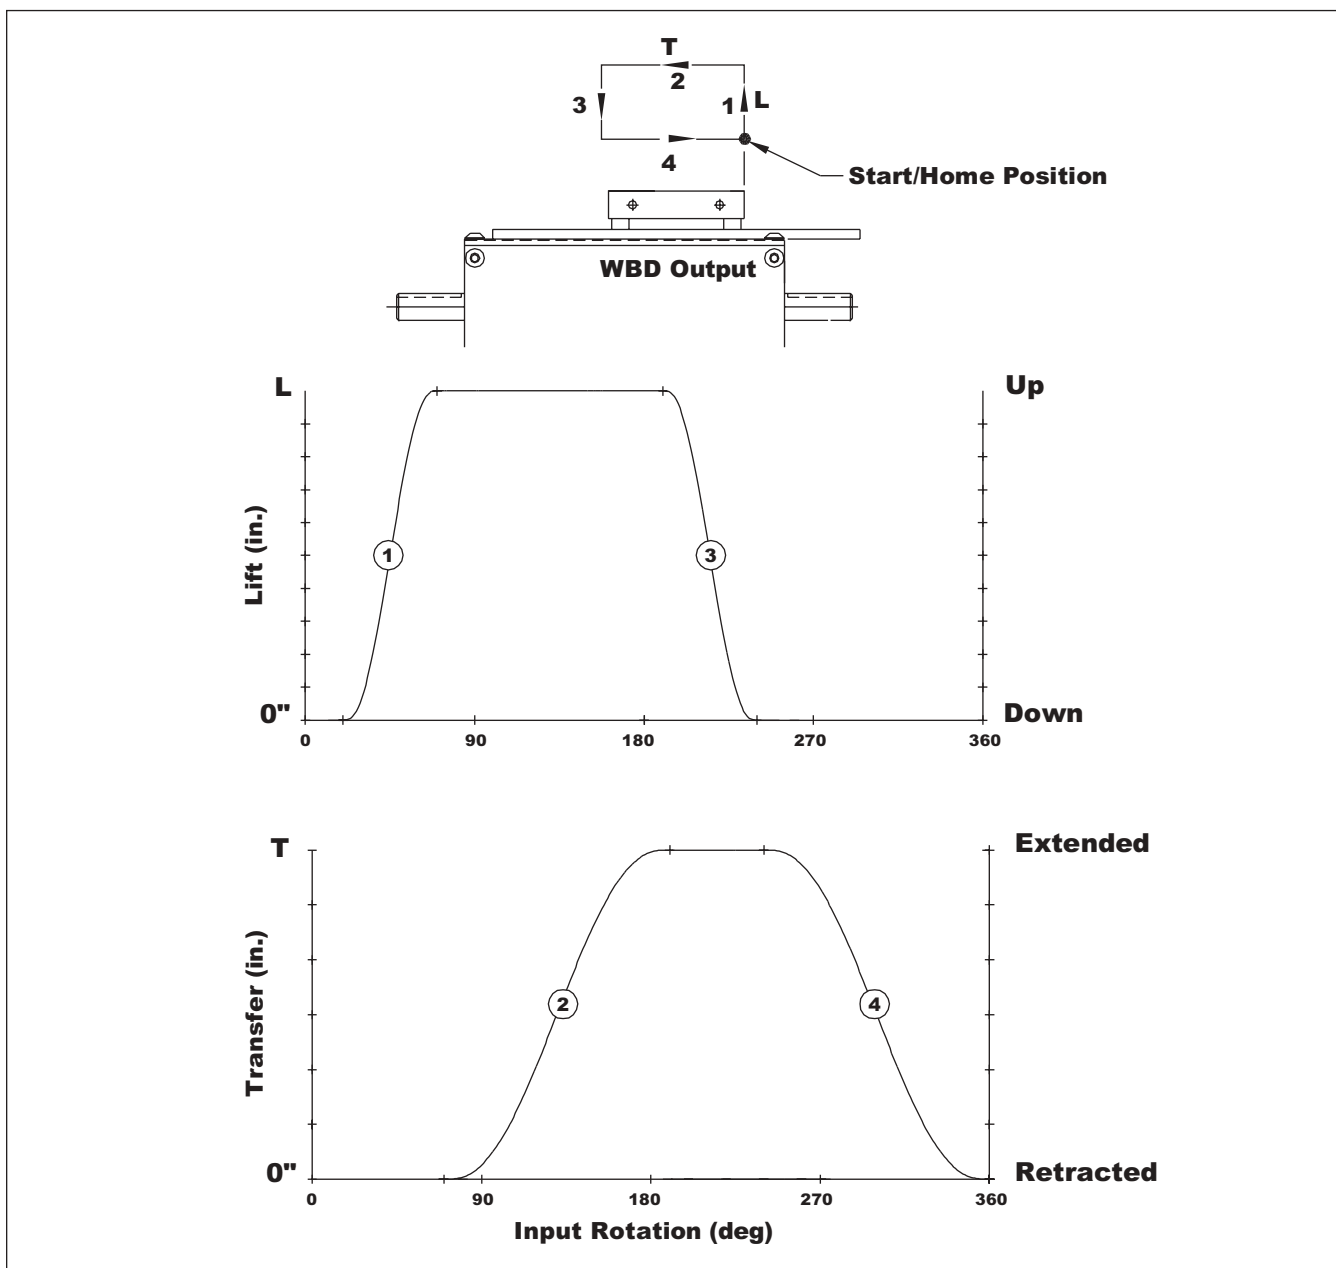 T
2
3
1
L
4
Start/Home Position
WBD Output
L
Up
Lift (in.)
1
3
0"
Down
0
90
180
270
360
T
Extended
Transfer (in.)
2
4
0"
Retracted
0
90
180
270
360
Input Rotation (deg)